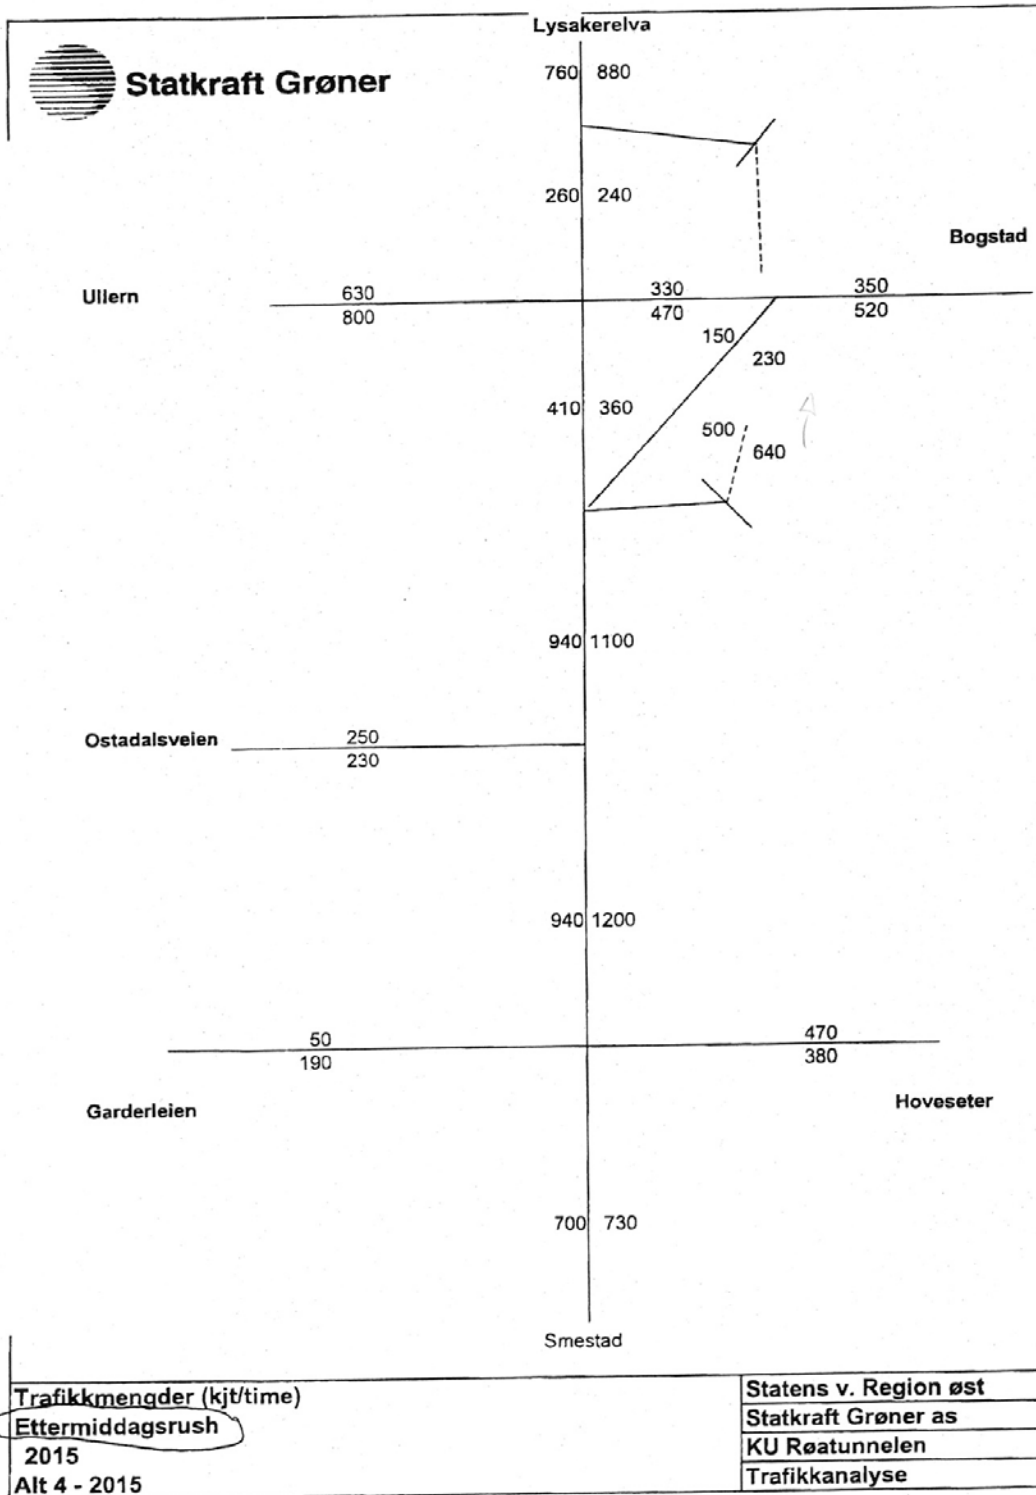 Lysakerelva
Statkraft Grøner
760 880
260 240
Bogstad
Ullern
630 330 350
800 470 520
150
230
410 360
500
640
940 1100
Ostadalsveien
250
230
940 1200
50 470
190 380
Garderleien
Hoveseter
700 730
Smestad
Trafikkmengder (kjt/time)
Ettermiddagsrush
2015
Alt 4 - 2015
Statens v. Region øst
Statkraft Grøner as
KU Røatunnelen
Trafikkanalyse